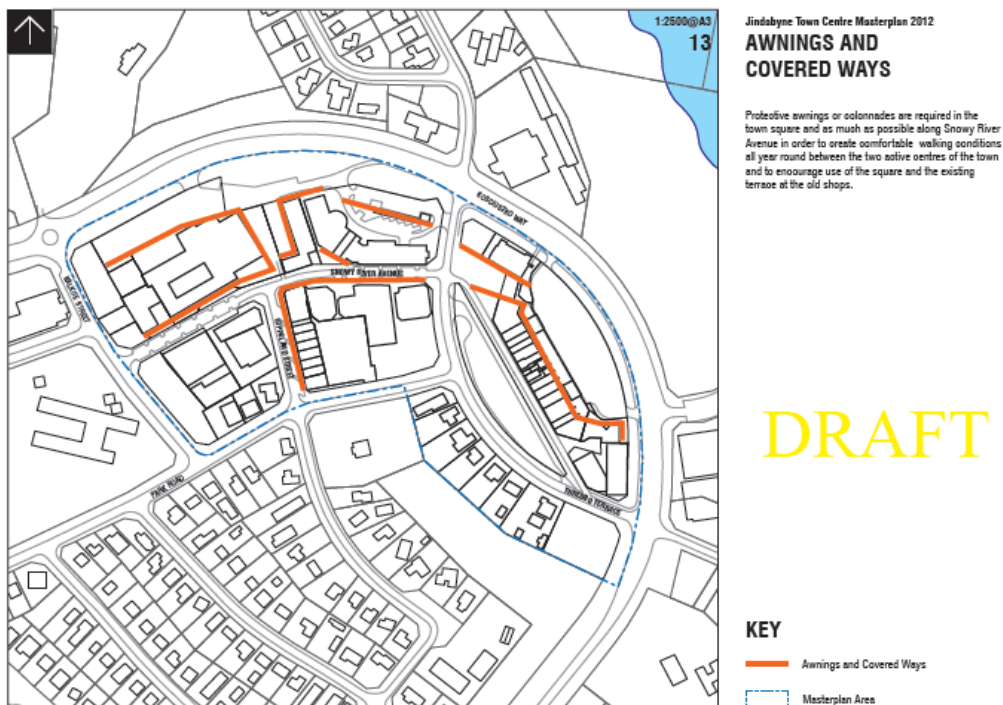 1:2500@A3
13
Jindabyne Town Centre Masterplan 2012
AWNINGS AND
COVERED WAYS
Protective awnings or colonnades are required in the
town square and as much as possible along Snowy River
Avenue in order to create comfortable walking conditions
all year round between the two active centres of the town
and to encourage use of the square and the existing
terrace at the old shops.
KOSCIUSZKO WAY
SNOWY RIVER AVENUE
KALKITE STREET
GIPPSLAND STREET
PARK ROAD
THREDBO TERRACE
DRAFT
KEY
Awnings and Covered Ways
Masterplan Area